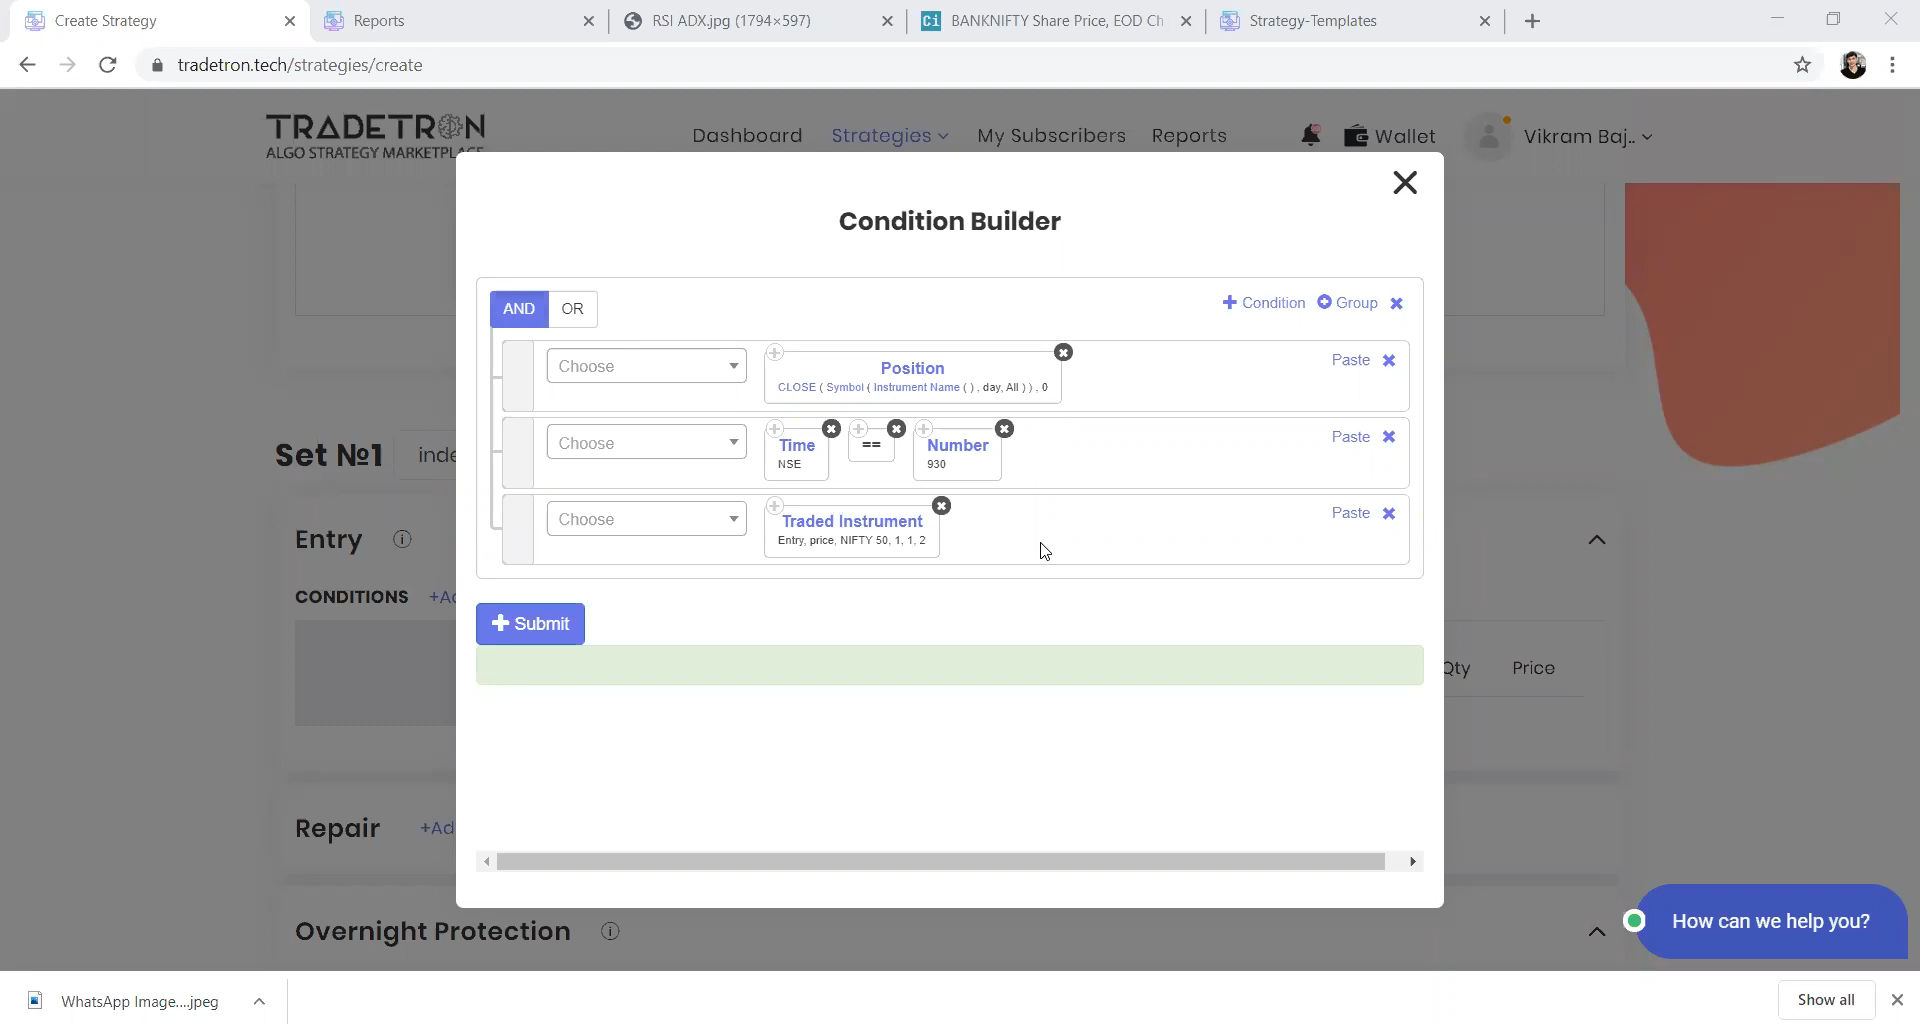 Create Strategy
Reports
RSI ADX.jpg (1794×597)
Ci BANKNIFTY Share Price, EOD Ch
Strategy-Templates
tradetron.tech/strategies/create
TRADETRON
ALGO STRATEGY MARKETPLACE
Dashboard Strategies My Subscribers Reports Wallet Vikram Baj..
Condition Builder
AND OR
Condition Group
Choose
Position
CLOSE ( Symbol ( Instrument Name ( ) , day, All ) ) , 0
Paste
Choose
Time
NSE
==
Number
930
Paste
Choose
Traded Instrument
Entry, price, NIFTY 50, 1, 1, 2
Paste
Submit
Set №1 inde
Entry
CONDITIONS +Ad
Qty Price
Repair +Ad
Overnight Protection
How can we help you?
WhatsApp Image....jpeg
Show all